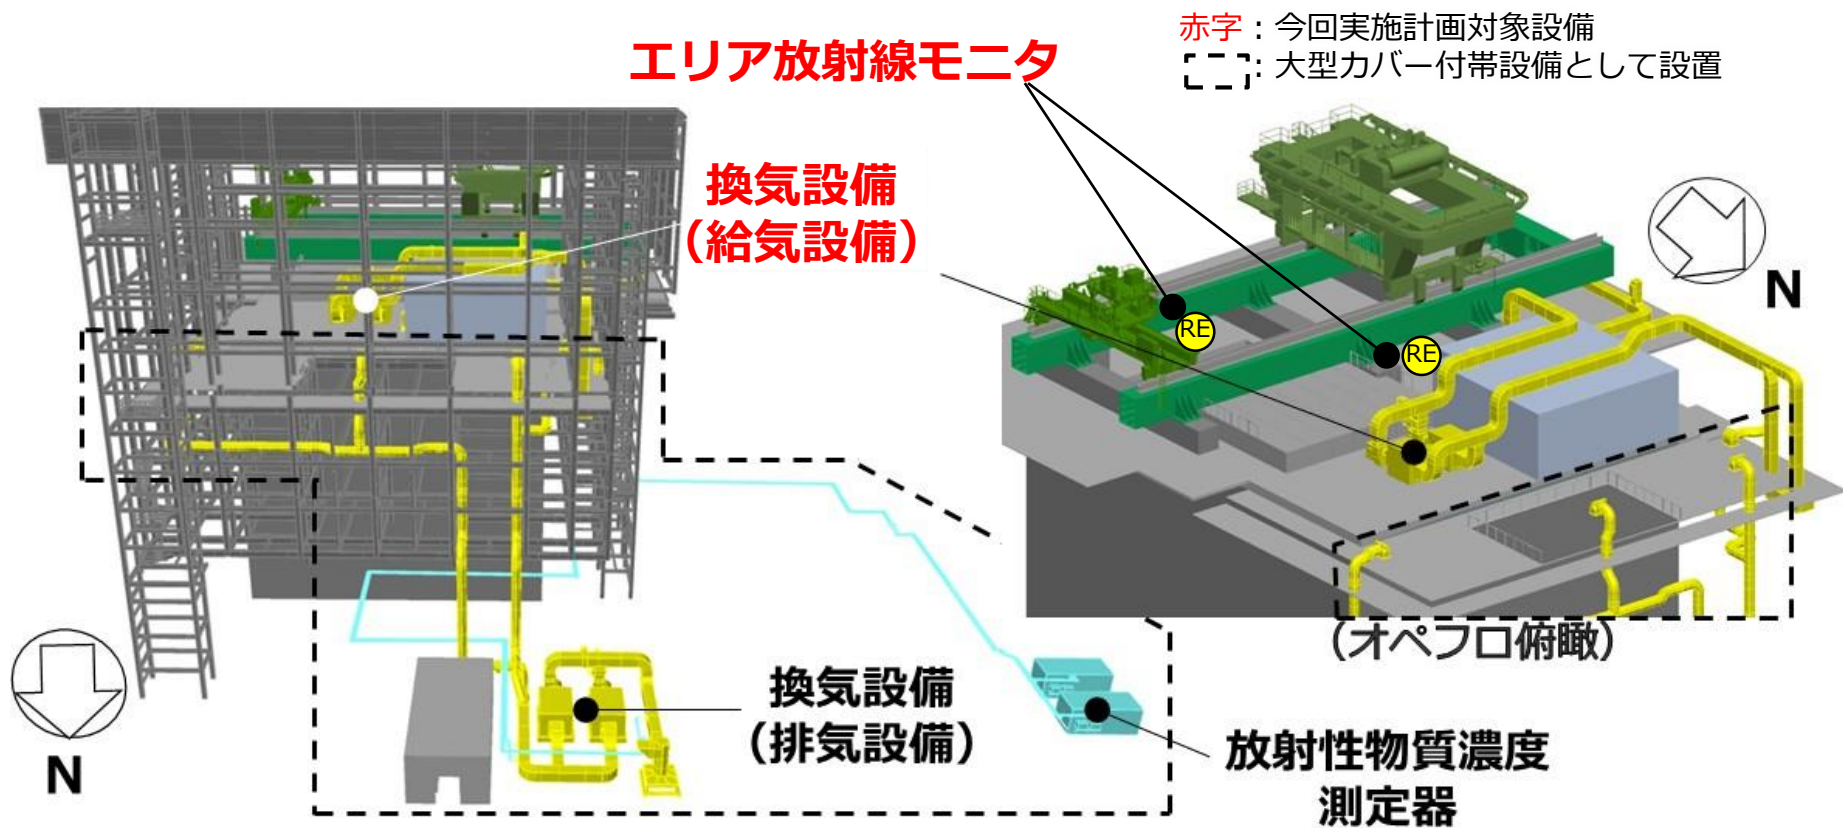 赤字：今回実施計画対象設備
：大型カバー付帯設備として設置
エリア放射線モニタ
換気設備
（給気設備）
N
RE
RE
（オペフロ俯瞰）
換気設備
（排気設備）
N
放射性物質濃度
測定器